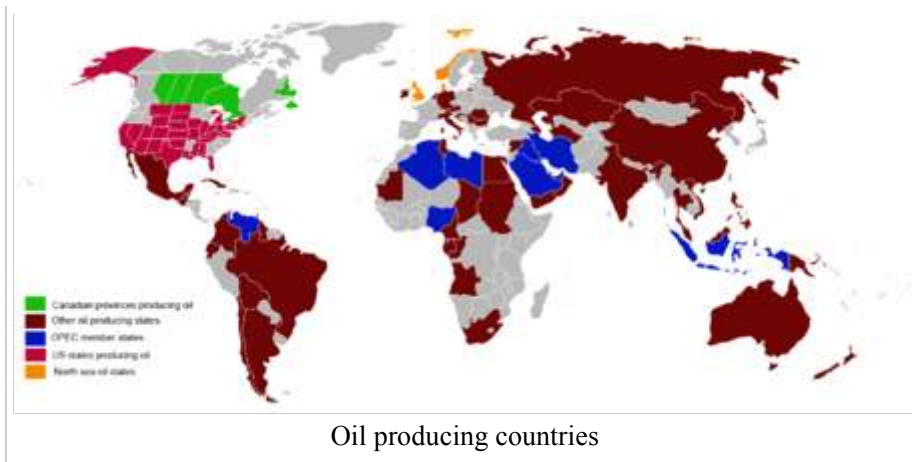 Canadian provinces producing oil
Other oil producing states
OPEC member states
US states producing oil
North sea oil states
Oil producing countries